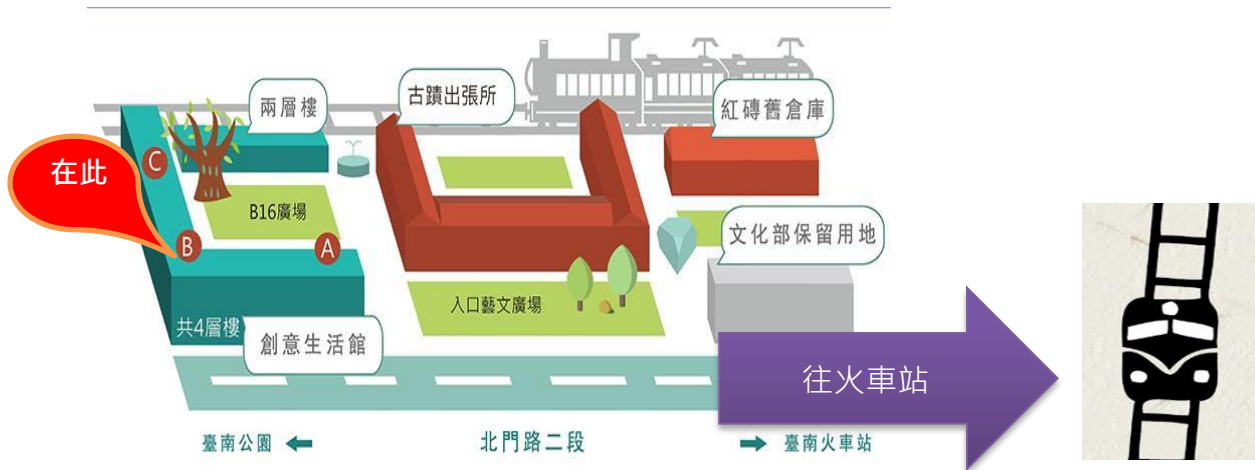 兩層樓
古蹟出張所
紅磚舊倉庫
在此
C
B16廣場
B
A
文化部保留用地
入口藝文廣場
共4層樓
創意生活館
往火車站
臺南公園
北門路二段
臺南火車站